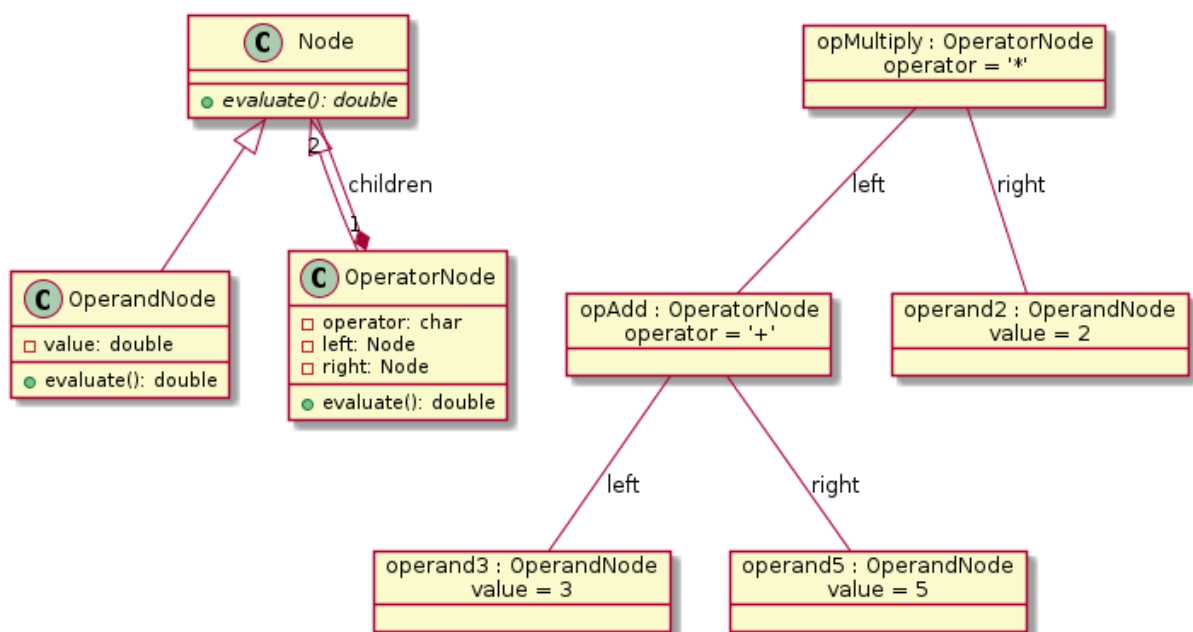 C Node
evaluate(): double
2
children
1
C OperandNode
value: double
evaluate(): double
C OperatorNode
operator: char
left: Node
right: Node
evaluate(): double
opMultiply : OperatorNode
operator = '*'
left
right
opAdd : OperatorNode
operator = '+'
operand2 : OperandNode
value = 2
left
right
operand3 : OperandNode
value = 3
operand5 : OperandNode
value = 5